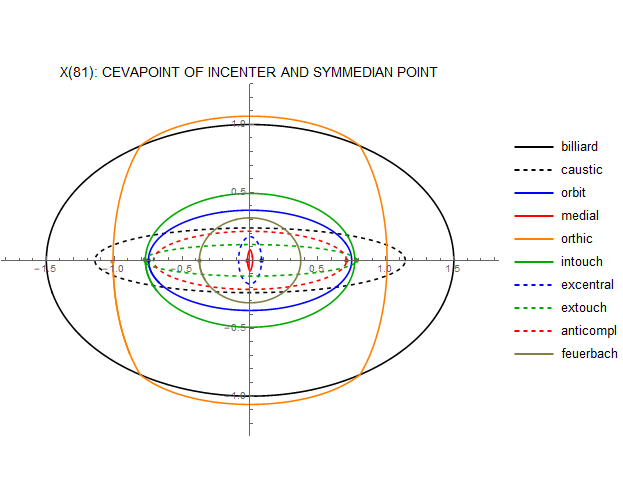 X(81): CEVAPOINT OF INCENTER AND SYMMEDIAN POINT
1.0
0.5
-1.5
-1.0
-0.5
0.5
1.0
1.5
-0.5
-1.0
billiard
caustic
orbit
medial
orthic
intouch
excentral
extouch
anticompl
feuerbach